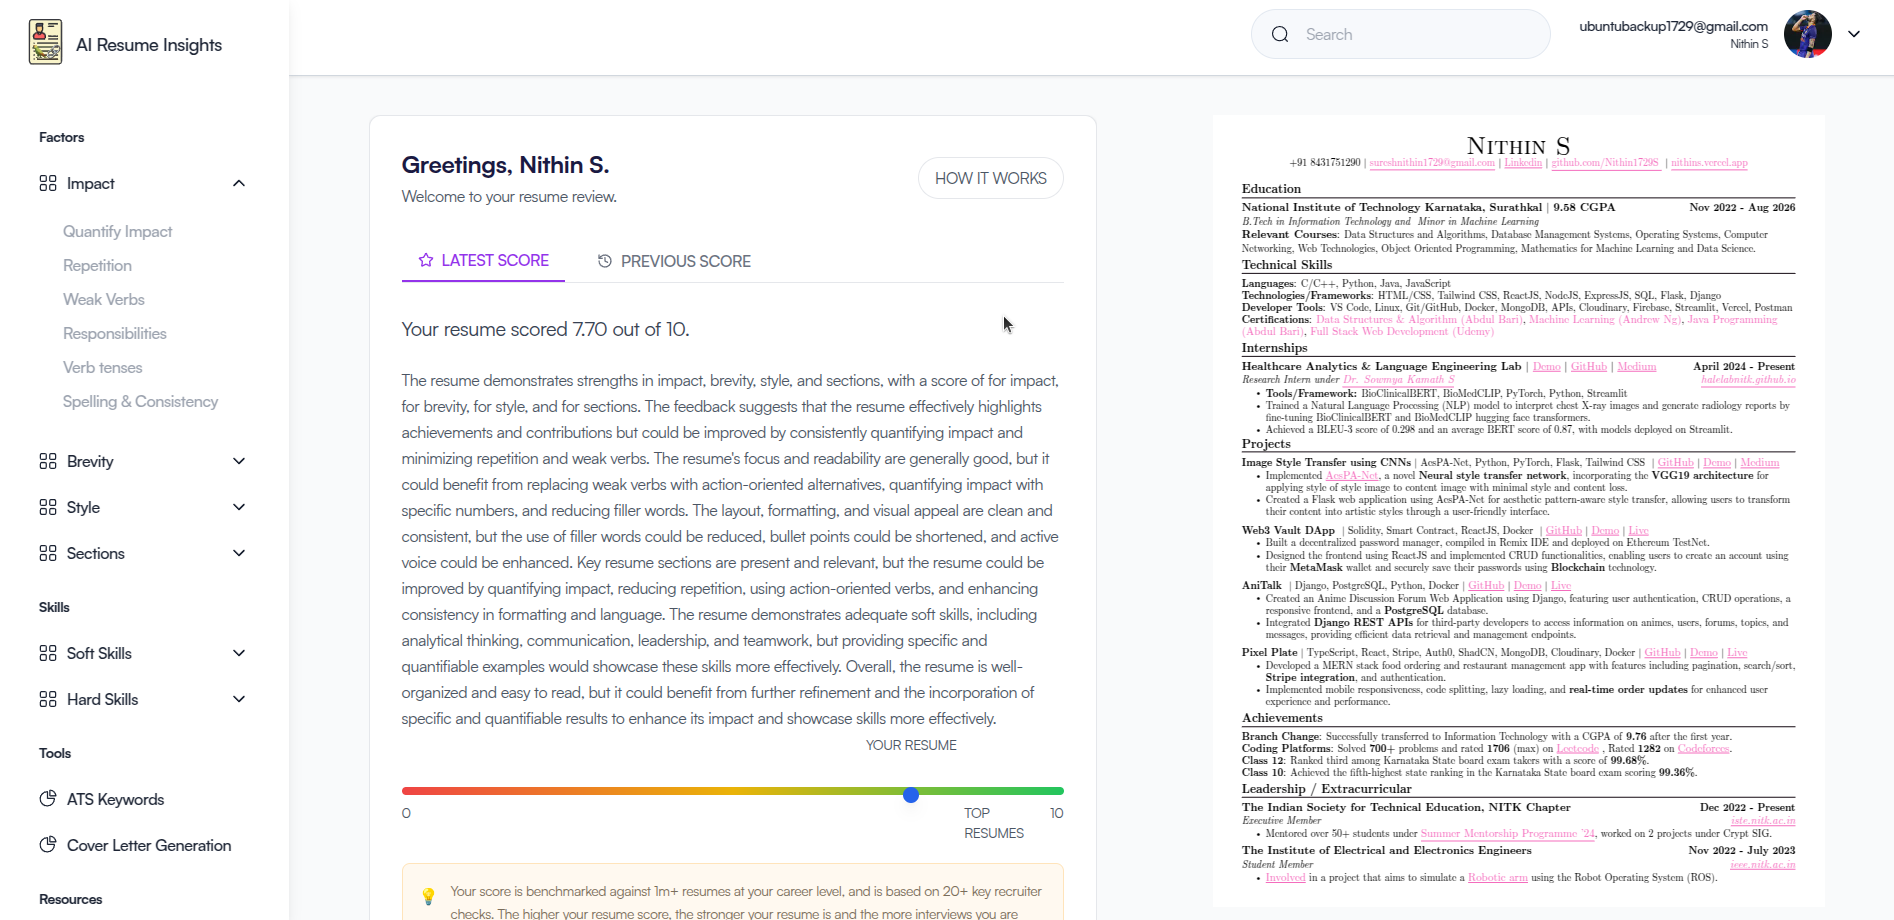 AI Resume Insights
Search
ubuntubackup1729@gmail.com
Nithin S
Factors
Impact
Quantify Impact
Repetition
Weak Verbs
Responsibilities
Verb tenses
Spelling & Consistency
Brevity
Style
Sections
Skills
Soft Skills
Hard Skills
Tools
ATS Keywords
Cover Letter Generation
Resources
Greetings, Nithin S.
Welcome to your resume review.
HOW IT WORKS
LATEST SCORE
PREVIOUS SCORE
Your resume scored 7.70 out of 10.
The resume demonstrates strengths in impact, brevity, style, and sections, with a score of for impact,
for brevity, for style, and for sections. The feedback suggests that the resume effectively highlights
achievements and contributions but could be improved by consistently quantifying impact and
minimizing repetition and weak verbs. The resume's focus and readability are generally good, but it
could benefit from replacing weak verbs with action-oriented alternatives, quantifying impact with
specific numbers, and reducing filler words. The layout, formatting, and visual appeal are clean and
consistent, but the use of filler words could be reduced, bullet points could be shortened, and active
voice could be enhanced. Key resume sections are present and relevant, but the resume could be
improved by quantifying impact, reducing repetition, using action-oriented verbs, and enhancing
consistency in formatting and language. The resume demonstrates adequate soft skills, including
analytical thinking, communication, leadership, and teamwork, but providing specific and
quantifiable examples would showcase these skills more effectively. Overall, the resume is well-
organized and easy to read, but it could benefit from further refinement and the incorporation of
specific and quantifiable results to enhance its impact and showcase skills more effectively.
YOUR RESUME
0
TOP
RESUMES
10
Your score is benchmarked against 1m+ resumes at your career level, and is based on 20+ key recruiter
checks. The higher your resume score, the stronger your resume is and the more interviews you are
Nithin S
+91 8431751290 | sureshnithin1729@gmail.com | Linkedin | github.com/Nithin1729S | nithins.vercel.app
Education
National Institute of Technology Karnataka, Surathkal | 9.58 CGPA Nov 2022 - Aug 2026
B.Tech in Information Technology and Minor in Machine Learning
Relevant Courses: Data Structures and Algorithms, Database Management Systems, Operating Systems, Computer
Networking, Web Technologies, Object Oriented Programming, Mathematics for Machine Learning and Data Science.
Technical Skills
Languages: C/C++, Python, Java, JavaScript
Technologies/Frameworks: HTML/CSS, Tailwind CSS, ReactJS, NodeJS, ExpressJS, SQL, Flask, Django
Developer Tools: VS Code, Linux, Git/GitHub, Docker, MongoDB, APIs, Cloudinary, Firebase, Streamlit, Vercel, Postman
Certifications: Data Structures & Algorithm (Abdul Bari), Machine Learning (Andrew Ng), Java Programming
(Abdul Bari), Full Stack Web Development (Udemy)
Internships
Healthcare Analytics & Language Engineering Lab | Demo | GitHub | Medium April 2024 - Present
Research Intern under Dr. Sowmya Kamath S halelabnitk.github.io
• Tools/Framework: BioClinicalBERT, BioMedCLIP, PyTorch, Python, Streamlit
• Trained a Natural Language Processing (NLP) model to interpret chest X-ray images and generate radiology reports by
fine-tuning BioClinicalBERT and BioMedCLIP hugging face transformers.
• Achieved a BLEU-3 score of 0.298 and an average BERT score of 0.87, with models deployed on Streamlit.
Projects
Image Style Transfer using CNNs | AesPA-Net, Python, PyTorch, Flask, Tailwind CSS | GitHub | Demo | Medium
• Implemented AesPA-Net, a novel Neural style transfer network, incorporating the VGG19 architecture for
applying style of style image to content image with minimal style and content loss.
• Created a Flask web application using AesPA-Net for aesthetic pattern-aware style transfer, allowing users to transform
their content into artistic styles through a user-friendly interface.
Web3 Vault DApp | Solidity, Smart Contract, ReactJS, Docker | GitHub | Demo | Live
• Built a decentralized password manager, compiled in Remix IDE and deployed on Ethereum TestNet.
• Designed the frontend using ReactJS and implemented CRUD functionalities, enabling users to create an account using
their MetaMask wallet and securely save their passwords using Blockchain technology.
AniTalk | Django, PostgreSQL, Python, Docker | GitHub | Demo | Live
• Created an Anime Discussion Forum Web Application using Django, featuring user authentication, CRUD operations, a
responsive frontend, and a PostgreSQL database.
• Integrated Django REST APIs for third-party developers to access information on animes, users, forums, topics, and
messages, providing efficient data retrieval and management endpoints.
Pixel Plate | TypeScript, React, Stripe, Auth0, ShadCN, MongoDB, Cloudinary, Docker | GitHub | Demo | Live
• Developed a MERN stack food ordering and restaurant management app with features including pagination, search/sort,
Stripe integration, and authentication.
• Implemented mobile responsiveness, code splitting, lazy loading, and real-time order updates for enhanced user
experience and performance.
Achievements
Branch Change: Successfully transferred to Information Technology with a CGPA of 9.76 after the first year.
Coding Platforms: Solved 700+ problems and rated 1706 (max) on Leetcode , Rated 1282 on Codeforces.
Class 12: Ranked third among Karnataka State board exam takers with a score of 99.68%.
Class 10: Achieved the fifth-highest state ranking in the Karnataka State board exam scoring 99.36%.
Leadership / Extracurricular
The Indian Society for Technical Education, NITK Chapter Dec 2022 - Present
Executive Member iste.nitk.ac.in
• Mentored over 50+ students under Summer Mentorship Programme '24, worked on 2 projects under Crypt SIG.
The Institute of Electrical and Electronics Engineers Nov 2022 - July 2023
Student Member ieee.nitk.ac.in
• Involved in a project that aims to simulate a Robotic arm using the Robot Operating System (ROS).